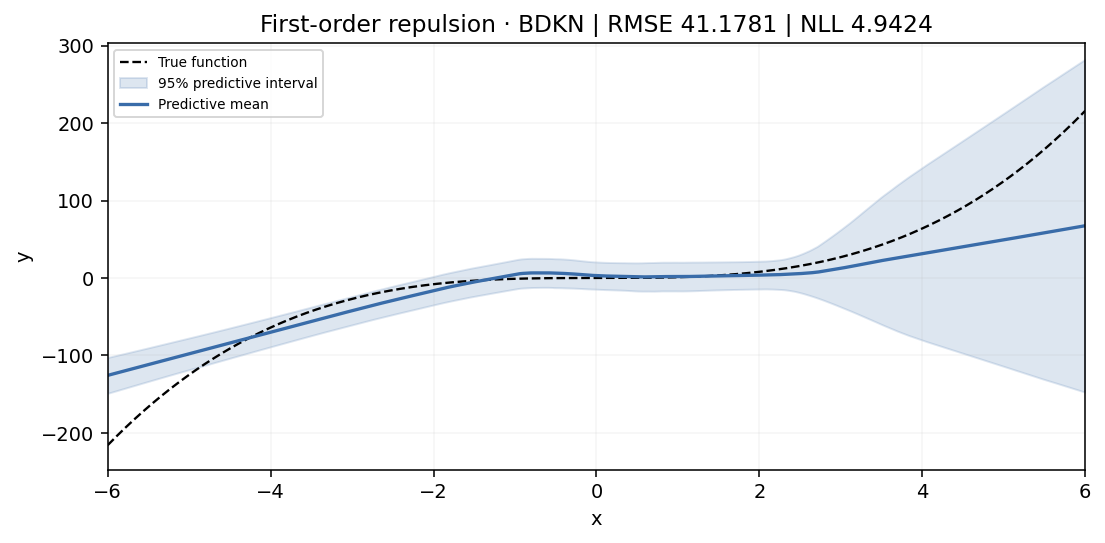 First-order repulsion · BDKN | RMSE 41.1781 | NLL 4.9424
True function
95% predictive interval
Predictive mean
300
200
100
0
−100
−200
y
−6
−4
−2
0
2
4
6
x